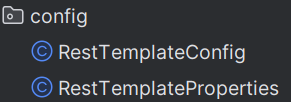 config
C RestTemplateConfig
C RestTemplateProperties